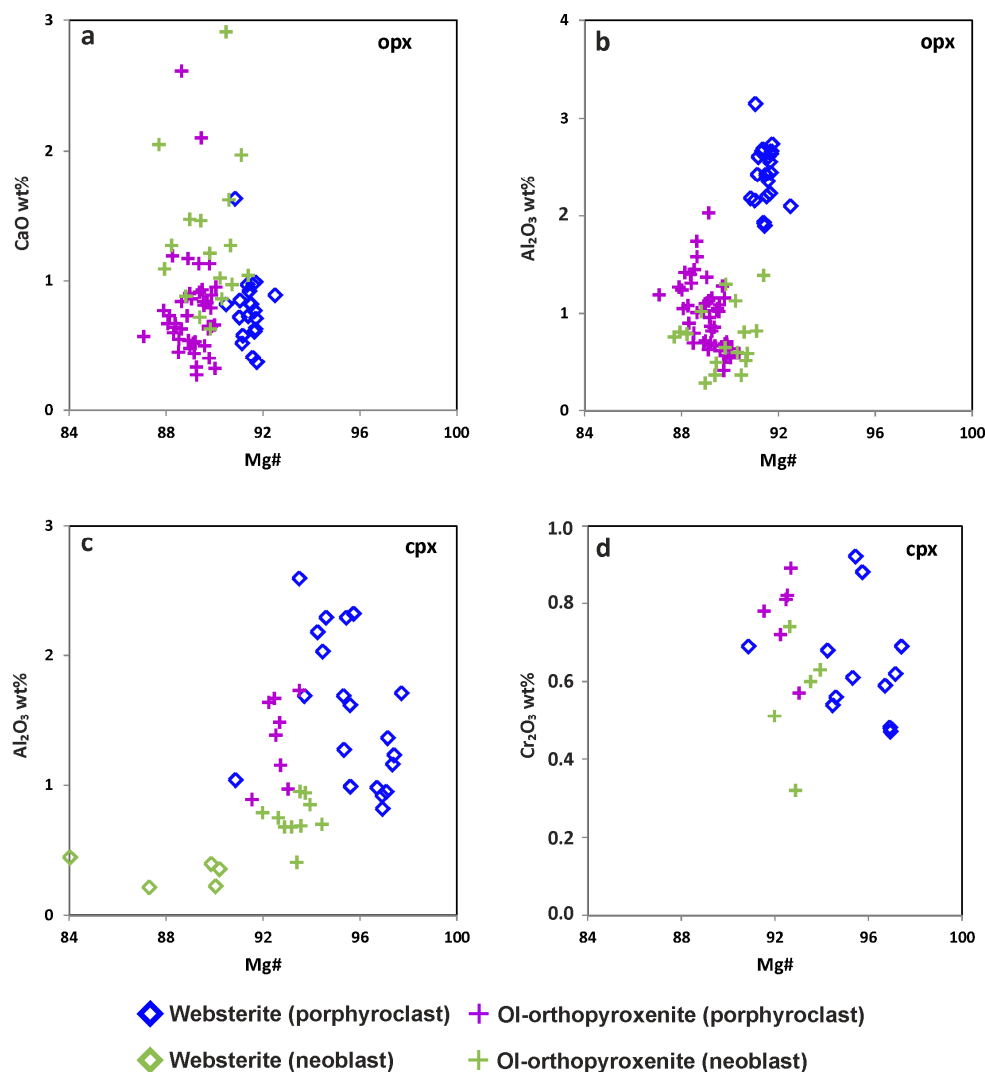 3
a
opx
2
CaO wt%
1
0
84
88
92
96
100
Mg#
4
b
opx
3
Al₂O₃ wt%
2
1
0
84
88
92
96
100
Mg#
3
c
cpx
2
Al₂O₃ wt%
1
0
84
88
92
96
100
Mg#
1.0
d
cpx
0.8
Cr₂O₃ wt%
0.6
0.4
0.2
0.0
84
88
92
96
100
Mg#
Websterite (porphyroclast)
Ol-orthopyroxenite (porphyroclast)
Websterite (neoblast)
Ol-orthopyroxenite (neoblast)